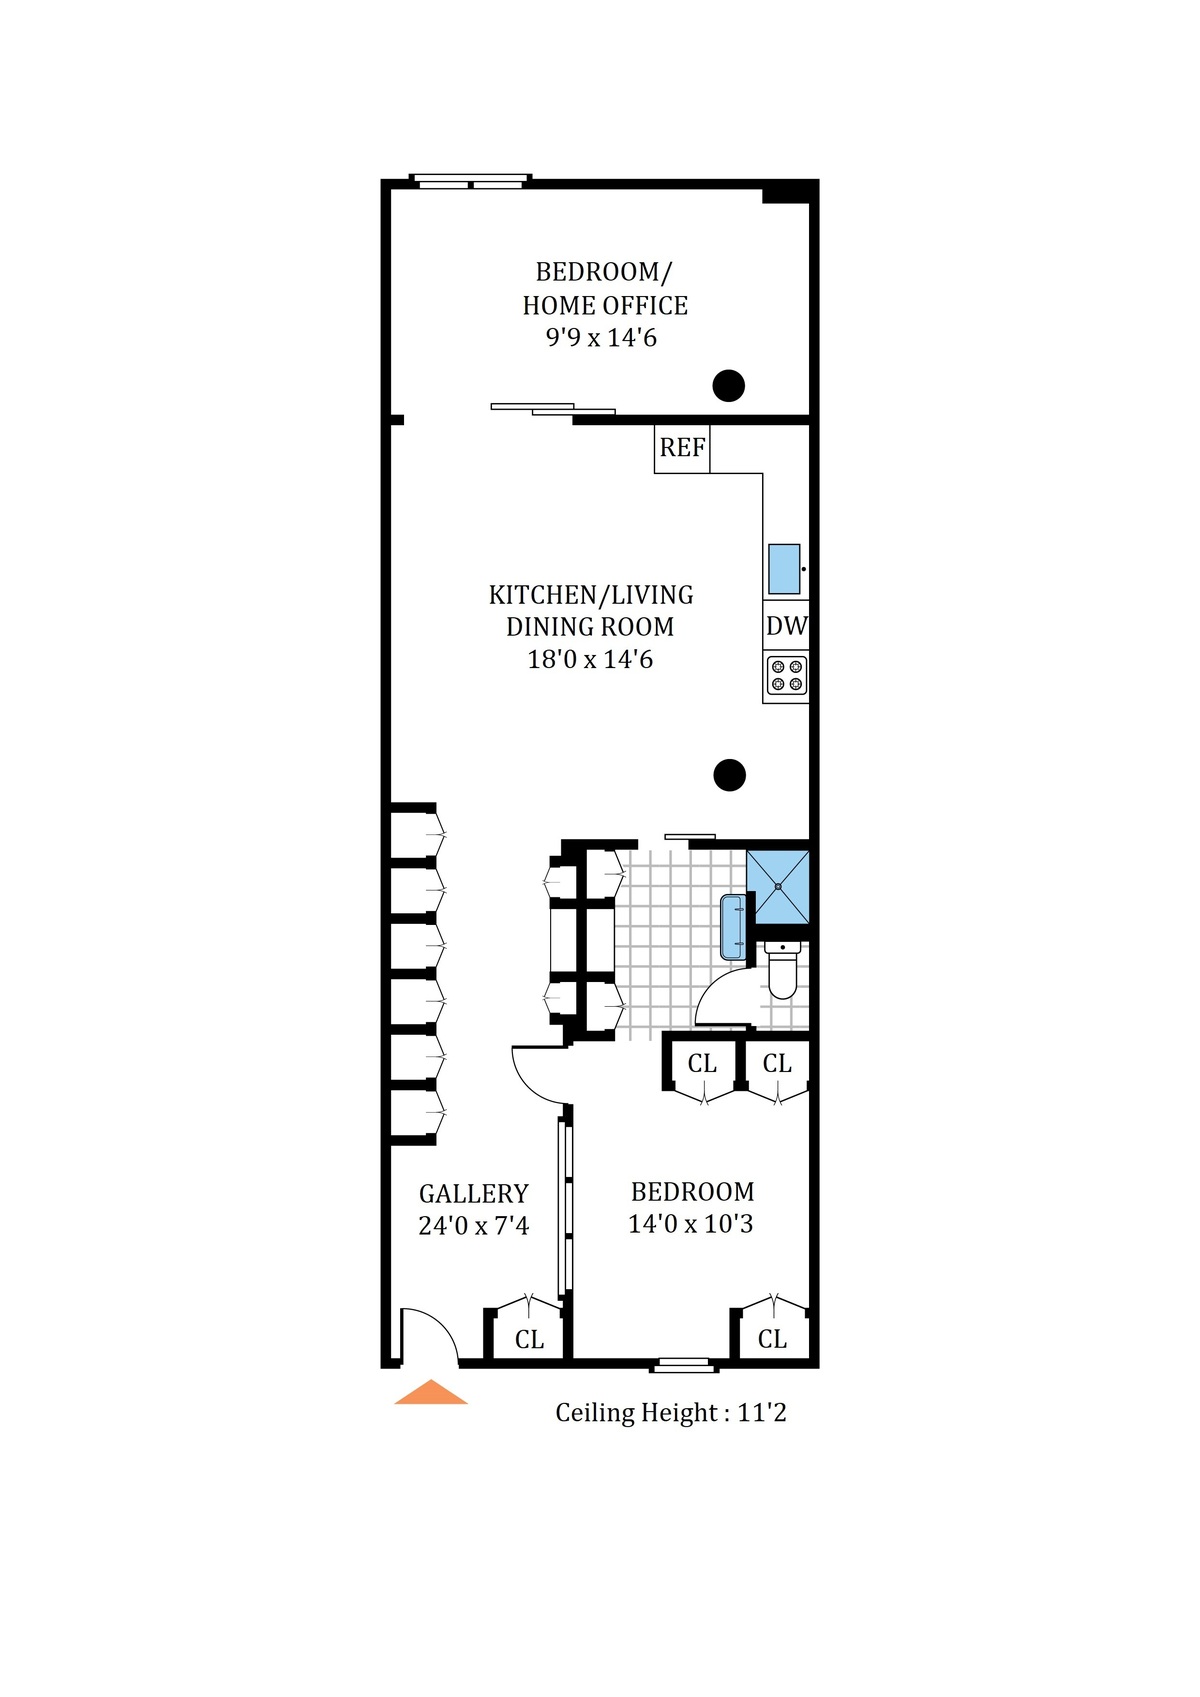 BEDROOM/
HOME OFFICE
9'9 x 14'6
REF
KITCHEN/LIVING
DINING ROOM
18'0 x 14'6
DW
CL
CL
GALLERY
24'0 x 7'4
BEDROOM
14'0 x 10'3
CL
CL
Ceiling Height : 11'2